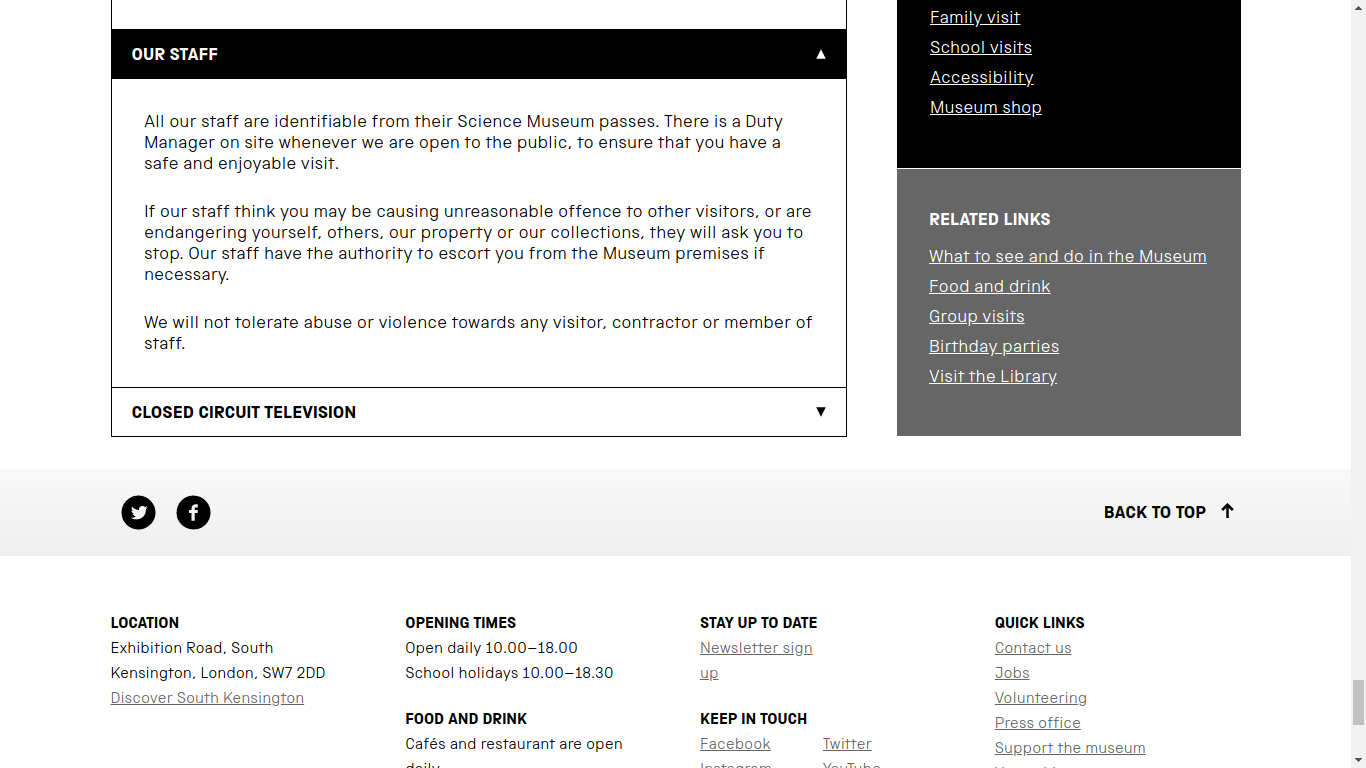 OUR STAFF
All our staff are identifiable from their Science Museum passes. There is a Duty
Manager on site whenever we are open to the public, to ensure that you have a
safe and enjoyable visit.
If our staff think you may be causing unreasonable offence to other visitors, or are
endangering yourself, others, our property or our collections, they will ask you to
stop. Our staff have the authority to escort you from the Museum premises if
necessary.
We will not tolerate abuse or violence towards any visitor, contractor or member of
staff.
CLOSED CIRCUIT TELEVISION
Family visit
School visits
Accessibility
Museum shop
RELATED LINKS
What to see and do in the Museum
Food and drink
Group visits
Birthday parties
Visit the Library
BACK TO TOP
LOCATION
Exhibition Road, South
Kensington, London, SW7 2DD
Discover South Kensington
OPENING TIMES
Open daily 10.00–18.00
School holidays 10.00–18.30
FOOD AND DRINK
Cafés and restaurant are open
daily
STAY UP TO DATE
Newsletter sign
up
KEEP IN TOUCH
Facebook
Twitter
Instagram
YouTube
QUICK LINKS
Contact us
Jobs
Volunteering
Press office
Support the museum